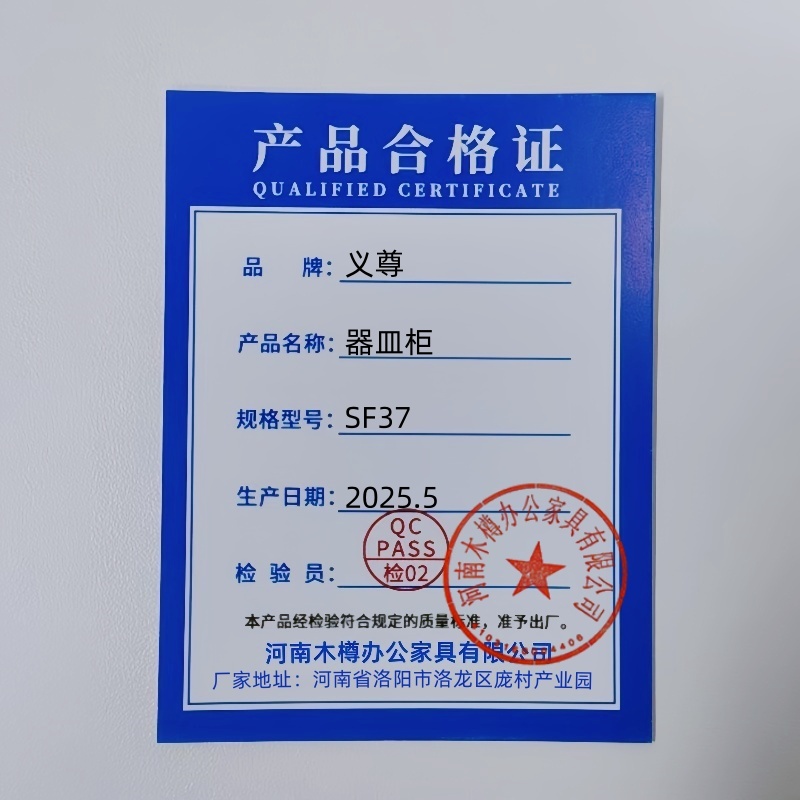 产品合格证
QUALIFIED CERTIFICATE
品 牌：义尊
产品名称：器皿柜
规格型号：SF37
生产日期：2025.5
QC
PASS
检02
检 验 员：
河南木樽办公家具有限公司
本产品经检验符合规定的质量标准，准予出厂。
河南木樽办公家具有限公司
厂家地址：河南省洛阳市洛龙区庞村产业园